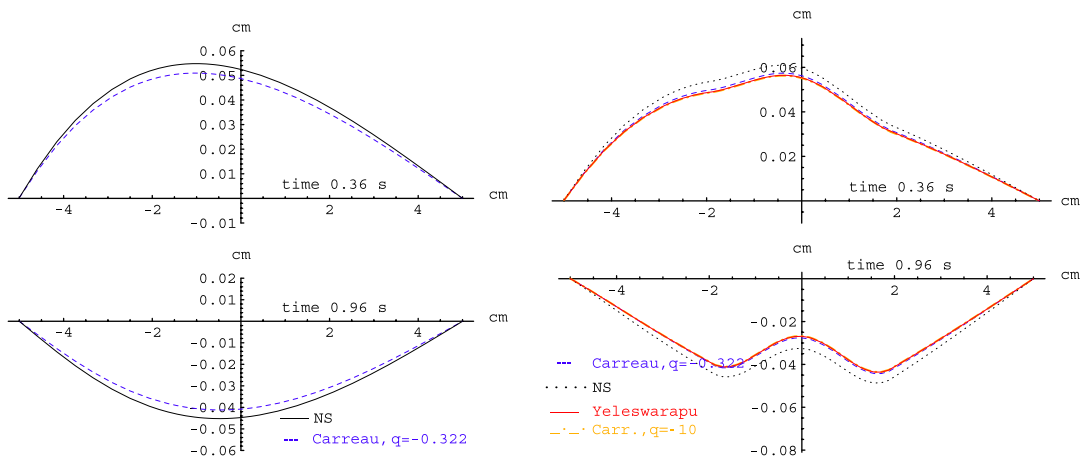 cm
0.06
0.05
0.04
0.03
0.02
0.01
-0.01
-4
-2
2
4
time 0.36 s
cm
cm
0.06
0.04
0.02
-4
-2
2
4
time 0.36 s
cm
cm
0.02
0.01
-0.01
-0.02
-0.03
-0.04
-0.05
-0.06
-4
-2
2
4
time 0.96 s
cm
NS
Carreau,q=-0.322
cm
-0.02
-0.04
-0.06
-0.08
-4
-2
2
4
time 0.96 s
cm
Carreau,q=-0.322
NS
Yeleswarapu
Carr.,q=-10